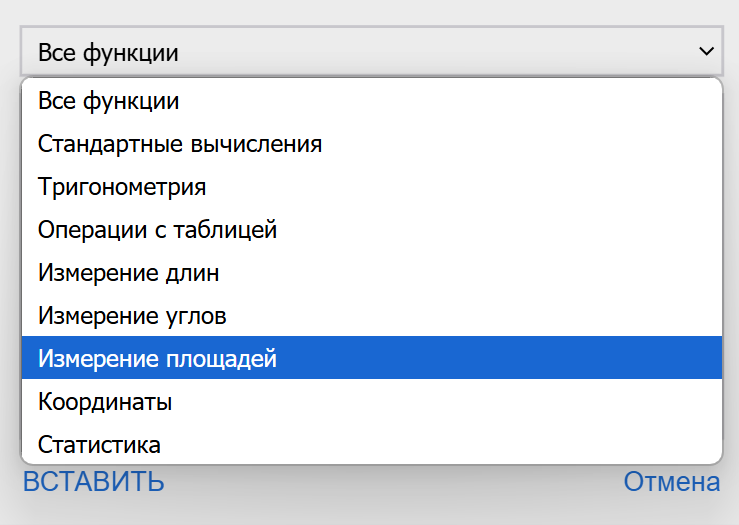 Все функции
Все функции
Стандартные вычисления
Тригонометрия
Операции с таблицей
Измерение длин
Измерение углов
Измерение площадей
Координаты
Статистика
ВСТАВИТЬ Отмена